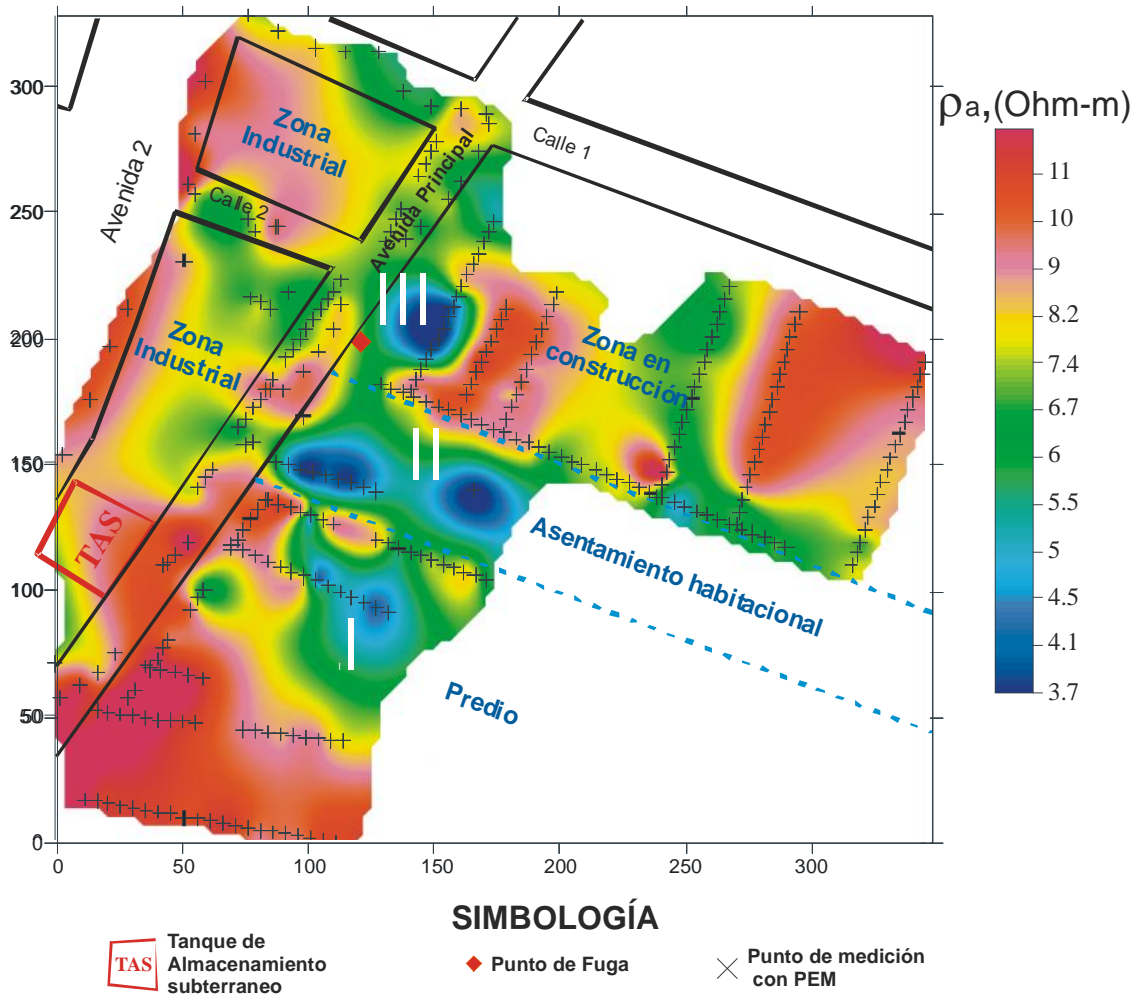 ρa,(Ohm-m)
300
250
200
150
100
50
0
0
50
100
150
200
250
300
11
10
9
8.2
7.4
6.7
6
5.5
5
4.5
4.1
3.7
Avenida 2
Zona
Industrial
Calle 2
Avenida Principal
Calle 1
Zona
Industrial
Zona en
construcción
TAS
Asentamiento habitacional
Predio
SIMBOLOGÍA
TAS
Tanque de
Almacenamiento
subterraneo
Punto de Fuga
Punto de medición
con PEM